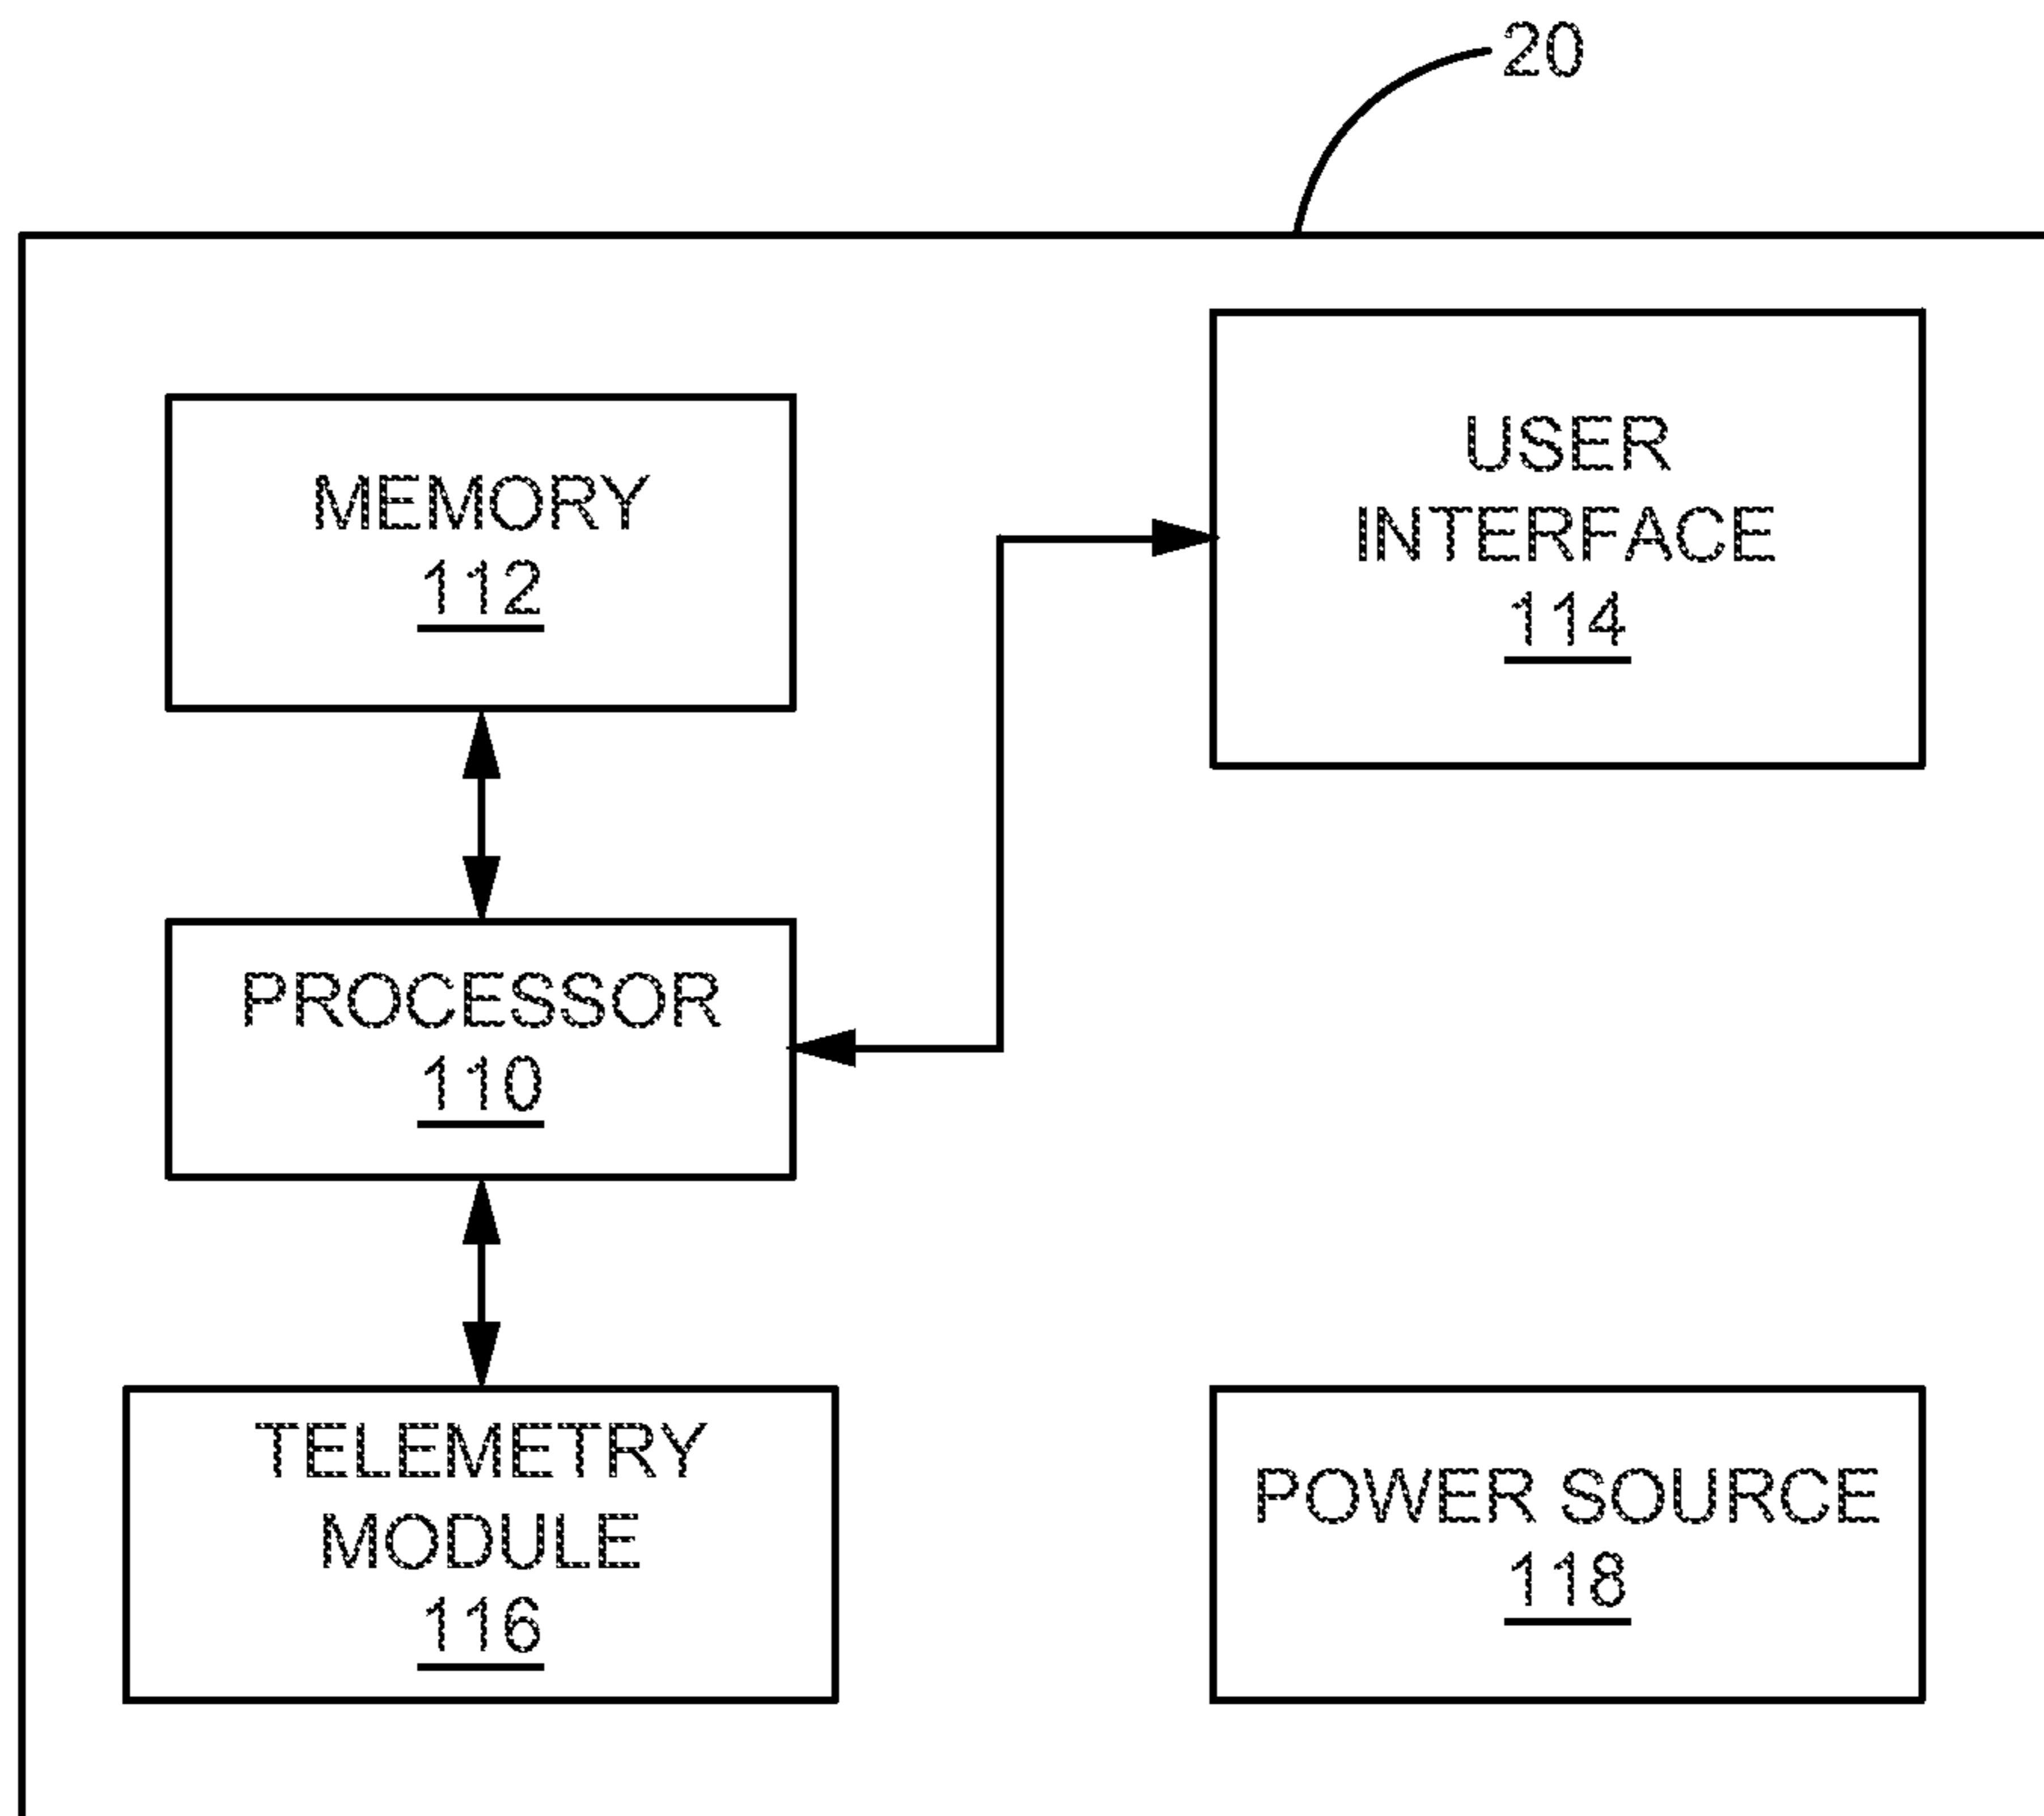 20
MEMORY
112
USER
INTERFACE
114
PROCESSOR
110
TELEMETRY
MODULE
116
POWER SOURCE
118